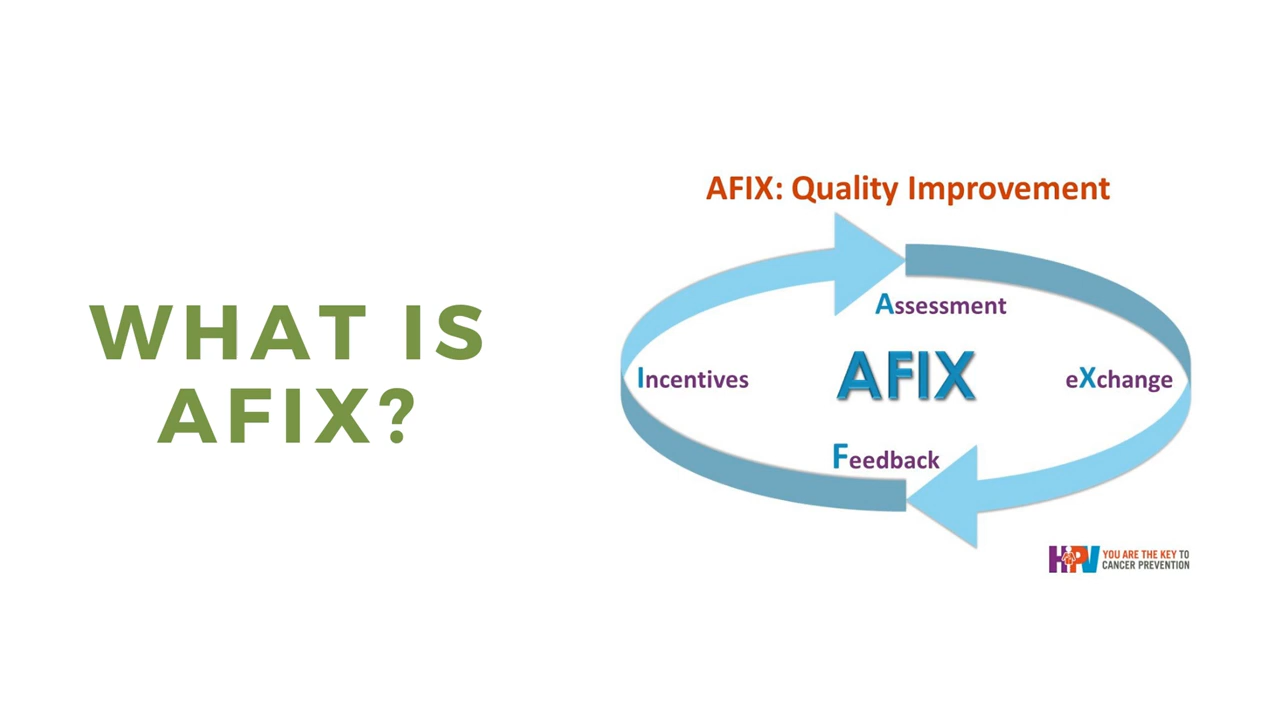 WHAT IS
AFIX?
AFIX: Quality Improvement
Assessment
Incentives
AFIX
eXchange
Feedback
HPV
YOU ARE THE KEY TO
CANCER PREVENTION